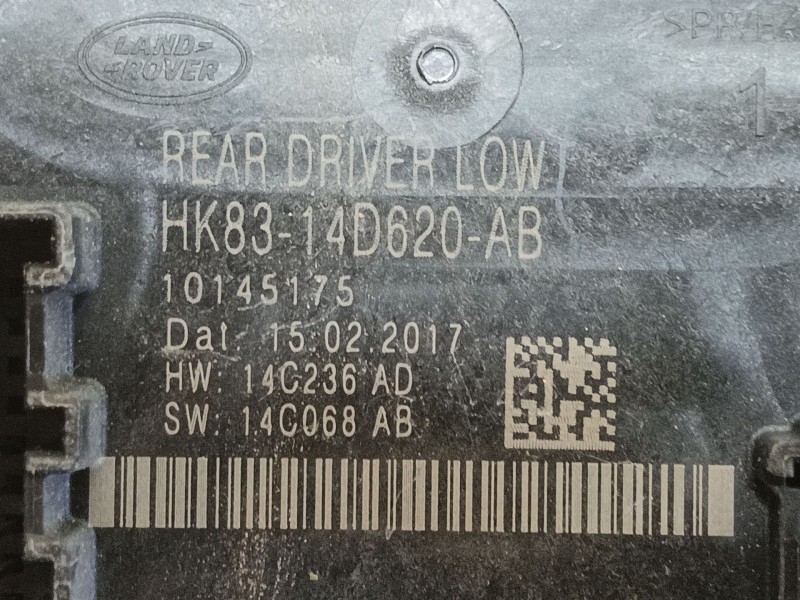 LAND
ROVER
1
REAR DRIVER LOW
HK83-14D620-AB
10145175
Dat: 15.02.2017
HW: 14C236 AD
SW: 14C068 AB